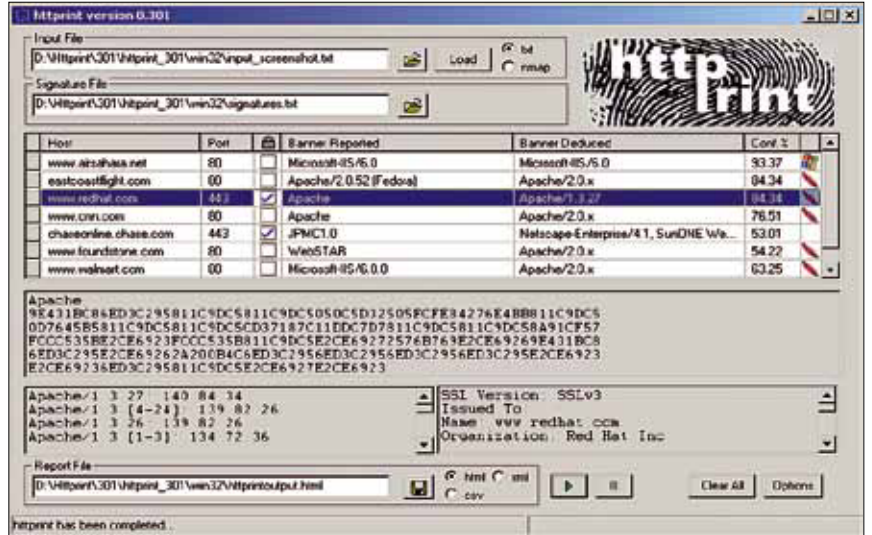 httprint version 0.301
Input File
D:\Httprint\301\httprint_301\win32\input_screenshot.txt
Load
txt
nmap
http
Print
Signature File
D:\Httprint\301\httprint_301\win32\signatures.txt
Host Port Banner Reported Banner Deduced Conf. %
www.airsahara.net 80 Microsoft-IIS/6.0 Microsoft-IIS/6.0 93.37
eastcoastflight.com 80 Apache/2.0.52 (Fedora) Apache/2.0.x 84.34
www.redhat.com 443 Apache Apache/1.3.27 84.34
www.cnn.com 80 Apache Apache/2.0.x 76.51
chaseonline.chase.com 443 JPMC1.0 Netscape-Enterprise/4.1, SunONE We...  53.01
www.foundstone.com 80 WebSTAR Apache/2.0.x 54.22
www.walmart.com 80 Microsoft-IIS/6.0.0 Apache/2.0.x 63.25
Apache
9E431BC86ED3C295811C9DC5811C9DC5050C5D32505FCFE84276E4BB811C9DC5
0D7645B5811C9DC5811C9DC5CD37187C11DDC7D7811C9DC5811C9DC58A91CF57
FCCC535BE2CE6923FCCC535B811C9DC5E2CE69272576B769E2CE69269E431BC8
6ED3C295E2CE69262A200B4C6ED3C2956ED3C2956ED3C2956ED3C295E2CE6923
E2CE69236ED3C295811C9DC5E2CE6927E2CE6923
Apache/1 3 27: 140 84 34
Apache/1 3 [4-24]: 139 82 26
Apache/1 3 26: 139 82 26
Apache/1 3 [1-3]: 134 72 36
SSL Version: SSLv3
Issued To
Name: www redhat com
Organization: Red Hat Inc
Report File
D:\Httprint\301\httprint_301\win32\httprintoutput.html
html
xml
csv
Clear All
Options
httprint has been completed...